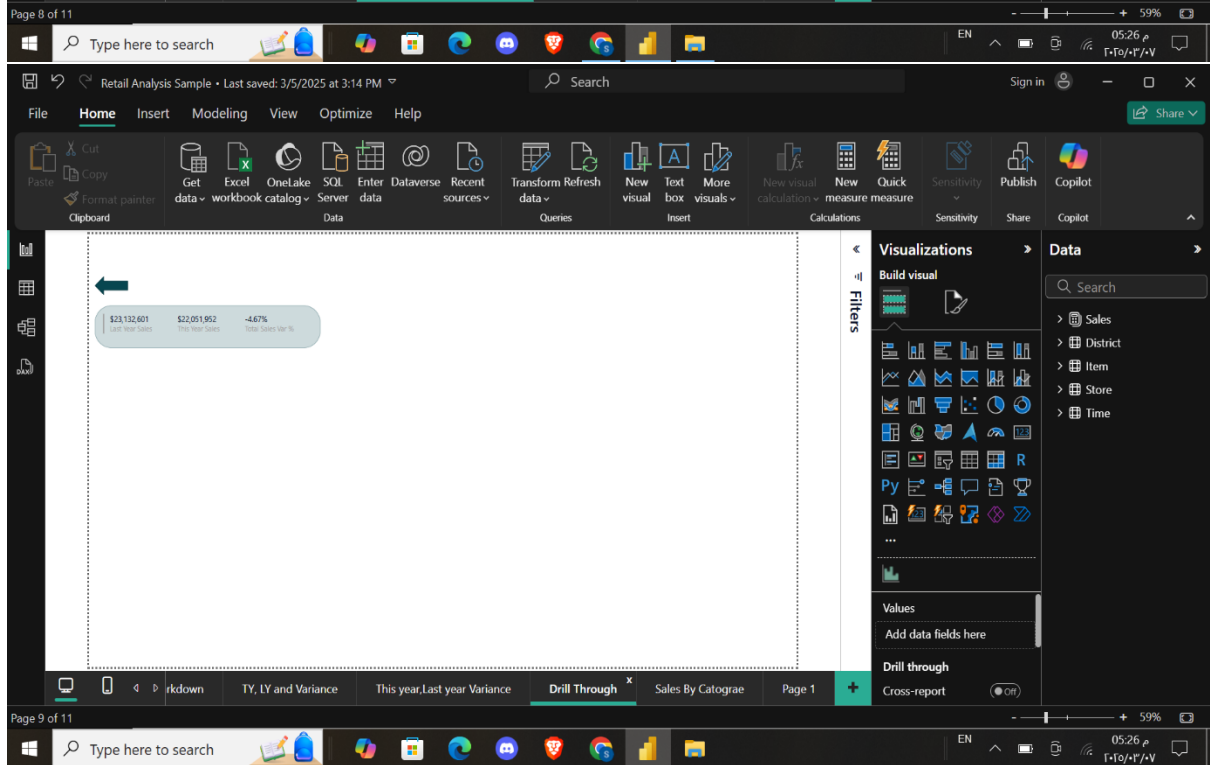 Page 8 of 11
59%
Type here to search
EN
05:26 م
٢٠٢٥/٠٣/٠٧
Retail Analysis Sample • Last saved: 3/5/2025 at 3:14 PM
Search
Sign in
File Home Insert Modeling View Optimize Help
Share
Paste
Cut
Copy
Format painter
Clipboard
Get data
Excel workbook
OneLake catalog
SQL Server
Enter data
Dataverse
Recent sources
Data
Transform data
Refresh
Queries
New visual
Text box
More visuals
Insert
New visual calculation
New measure
Quick measure
Calculations
Sensitivity
Sensitivity
Publish
Share
Copilot
Copilot
$23,132,601 $22,051,952 -4.67%
Last Year Sales This Year Sales Total Sales Var %
Filters
Visualizations
Build visual
123
R
Py
123
...
Values
Add data fields here
Drill through
Cross-report Off
Data
Search
Sales
District
Item
Store
Time
rkdown TY, LY and Variance This year,Last year Variance Drill Through x Sales By Catograe Page 1 +
Page 9 of 11
59%
Type here to search
EN
05:26 م
٢٠٢٥/٠٣/٠٧